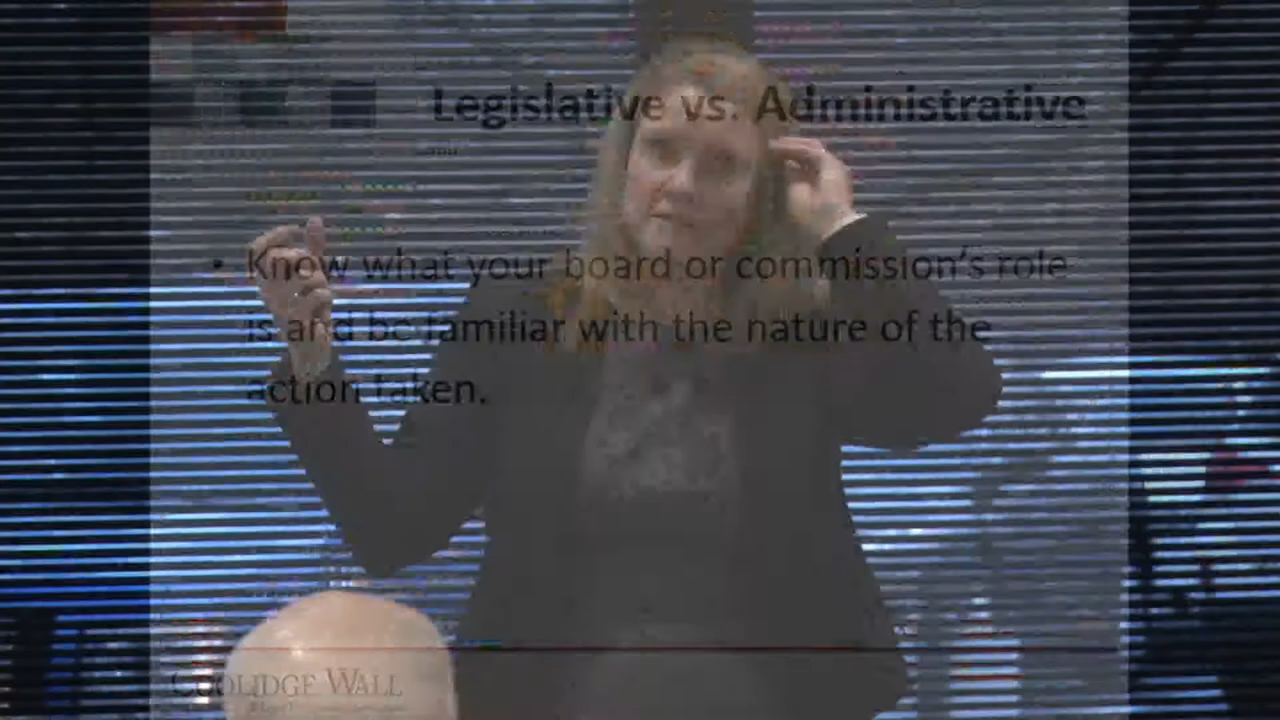 Legislative vs. Administrative
• Know what your board or commission's role
is and be familiar with the nature of the
action taken.
COOLIDGE WALL